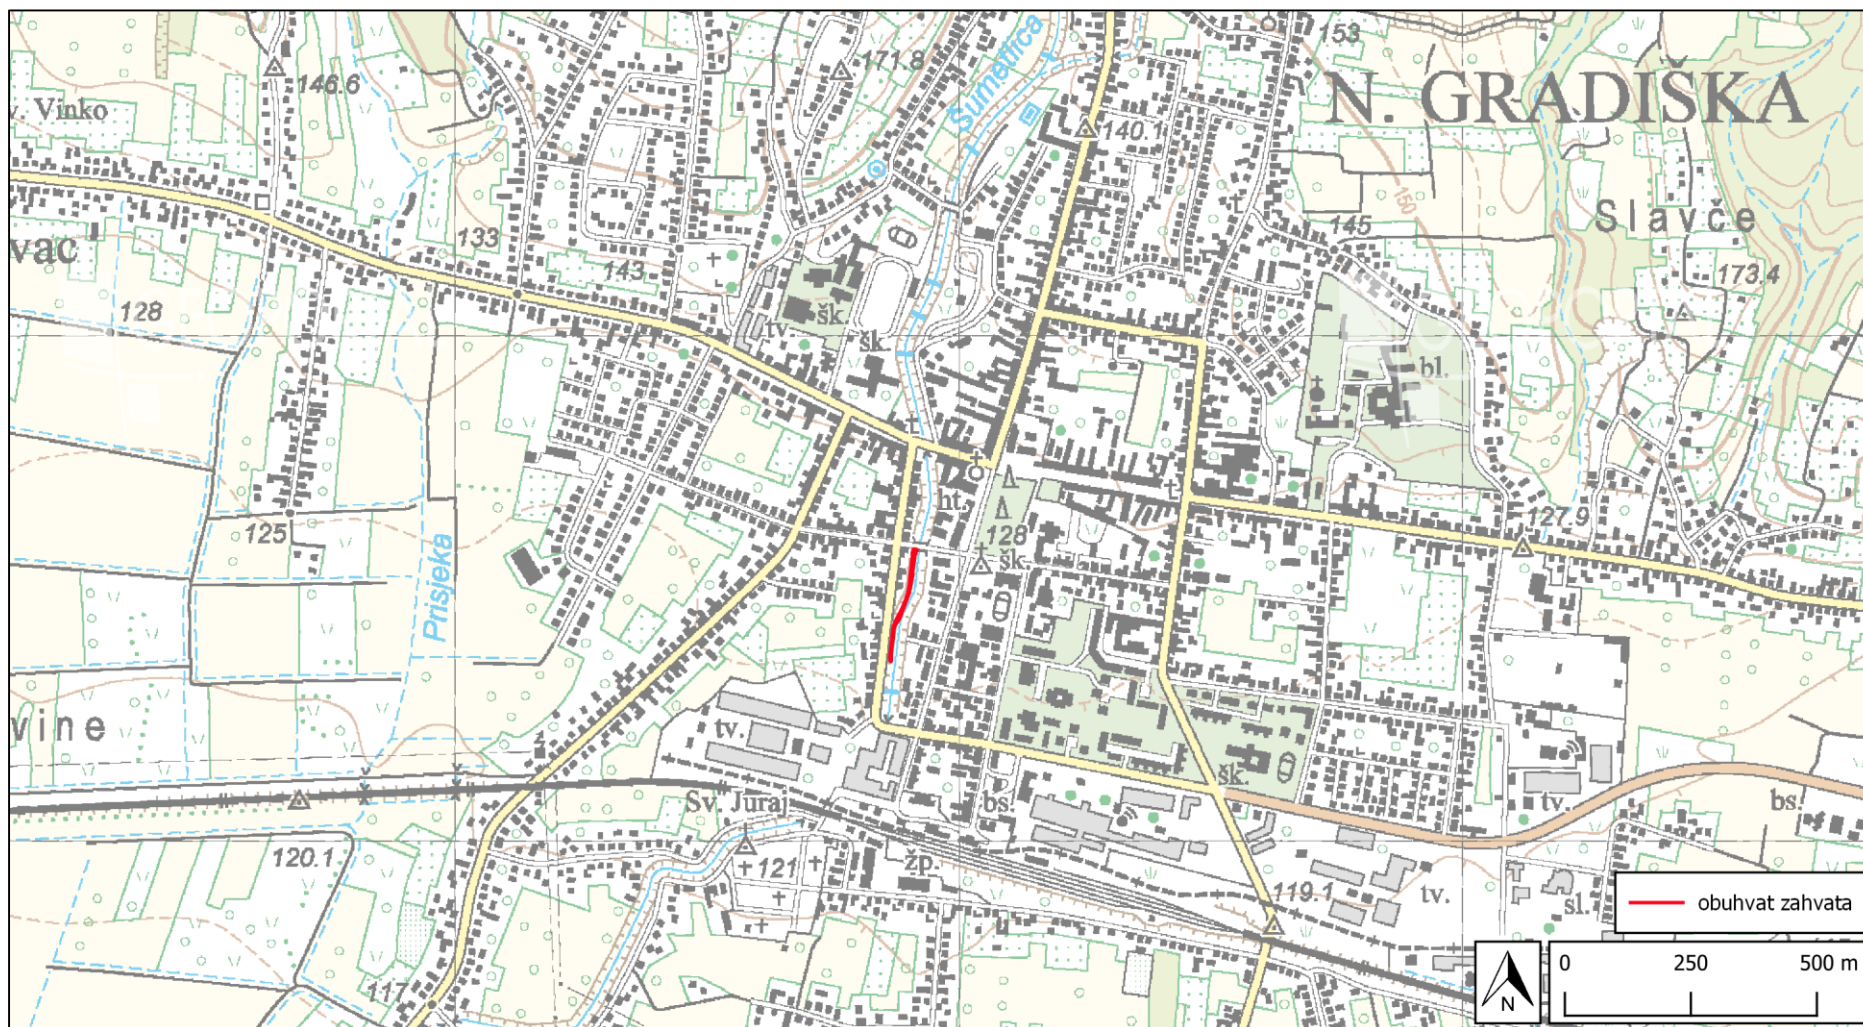 153
Šumetlica
171.8
146.6
N. GRADIŠKA
v. Vinko
140.1
145
150
Slavče
133
vac
143
173.4
128
tv.
šk.
šk.
bl.
ht.
125
128
127.9
šk.
Prisjeka
vine
tv.
šk.
Sv. Juraj
bs.
tv.
bs.
120.1
121
žp.
119.1
tv.
sl.
117
obuhvat zahvata
0 250 500 m
N